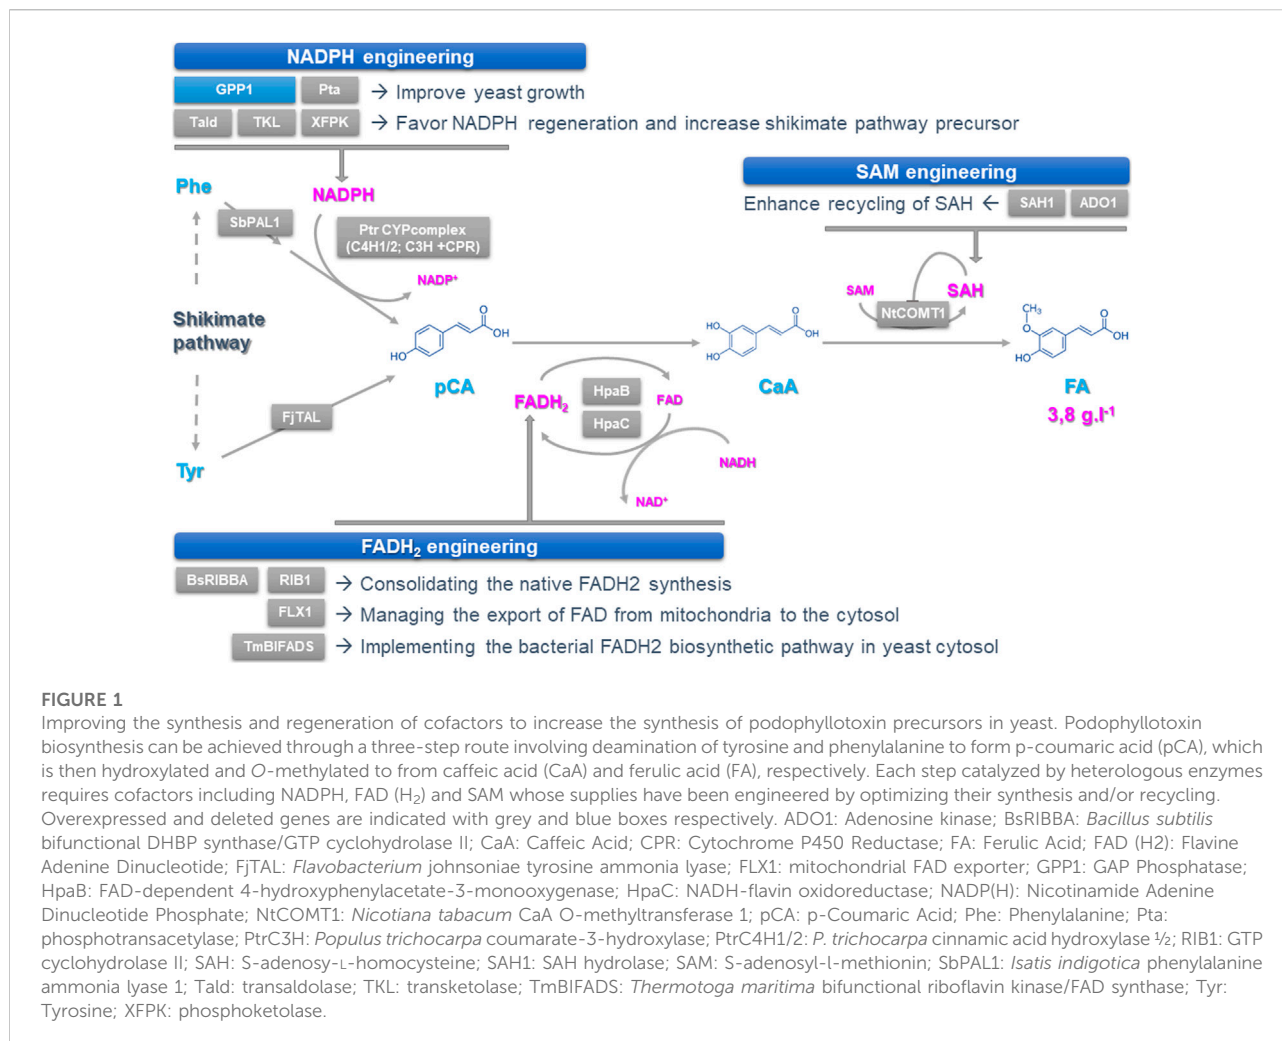 NADPH engineering
GPP1 Pta → Improve yeast growth
Tald TKL XFPK → Favor NADPH regeneration and increase shikimate pathway precursor
SAM engineering
Enhance recycling of SAH ← SAH1 ADO1
Phe
NADPH
SbPAL1
Ptr CYPcomplex
(C4H1/2; C3H +CPR)
NADP+
SAM
SAH
NtCOMT1
Shikimate
pathway
O
OH
HO
pCA
O
OH
HO
HO
CaA
CH3
O
O
OH
HO
FA
3,8 g.l-1
FADH2
HpaB
FAD
HpaC
FjTAL
Tyr
NADH
NAD+
FADH2 engineering
BsRIBBA RIB1 → Consolidating the native FADH2 synthesis
FLX1 → Managing the export of FAD from mitochondria to the cytosol
TmBIFADS → Implementing the bacterial FADH2 biosynthetic pathway in yeast cytosol
FIGURE 1
Improving the synthesis and regeneration of cofactors to increase the synthesis of podophyllotoxin precursors in yeast. Podophyllotoxin
biosynthesis can be achieved through a three-step route involving deamination of tyrosine and phenylalanine to form p-coumaric acid (pCA), which
is then hydroxylated and O-methylated to from caffeic acid (CaA) and ferulic acid (FA), respectively. Each step catalyzed by heterologous enzymes
requires cofactors including NADPH, FAD (H2) and SAM whose supplies have been engineered by optimizing their synthesis and/or recycling.
Overexpressed and deleted genes are indicated with grey and blue boxes respectively. ADO1: Adenosine kinase; BsRIBBA: Bacillus subtilis
bifunctional DHBP synthase/GTP cyclohydrolase II; CaA: Caffeic Acid; CPR: Cytochrome P450 Reductase; FA: Ferulic Acid; FAD (H2): Flavine
Adenine Dinucleotide; FjTAL: Flavobacterium johnsoniae tyrosine ammonia lyase; FLX1: mitochondrial FAD exporter; GPP1: GAP Phosphatase;
HpaB: FAD-dependent 4-hydroxyphenylacetate-3-monooxygenase; HpaC: NADH-flavin oxidoreductase; NADP(H): Nicotinamide Adenine
Dinucleotide Phosphate; NtCOMT1: Nicotiana tabacum CaA O-methyltransferase 1; pCA: p-Coumaric Acid; Phe: Phenylalanine; Pta:
phosphotransacetylase; PtrC3H: Populus trichocarpa coumarate-3-hydroxylase; PtrC4H1/2: P. trichocarpa cinnamic acid hydroxylase ½; RIB1: GTP
cyclohydrolase II; SAH: S-adenosy-L-homocysteine; SAH1: SAH hydrolase; SAM: S-adenosyl-l-methionin; SbPAL1: Isatis indigotica phenylalanine
ammonia lyase 1; Tald: transaldolase; TKL: transketolase; TmBIFADS: Thermotoga maritima bifunctional riboflavin kinase/FAD synthase; Tyr:
Tyrosine; XFPK: phosphoketolase.